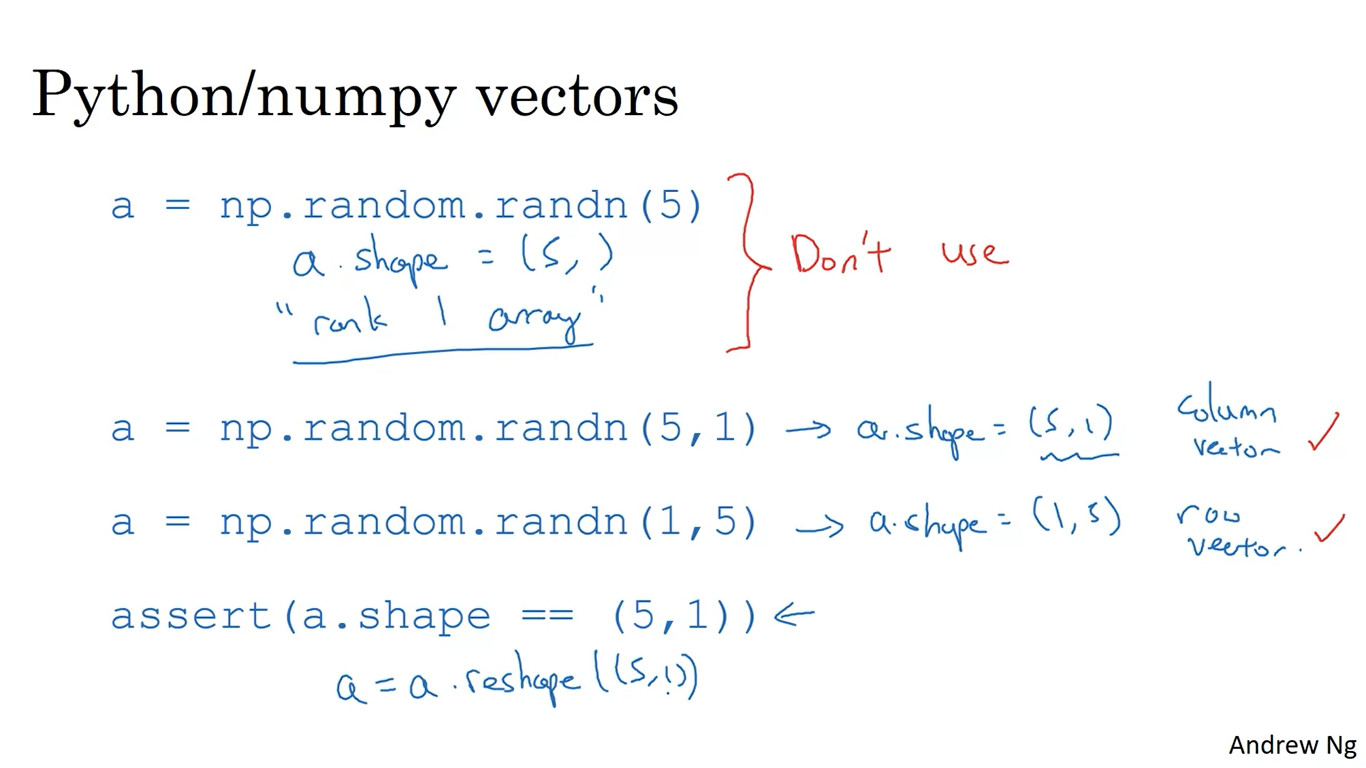 Python/numpy vectors
a = np.random.randn(5)
a.shape = (5,)
"rank 1 array"
Don't use
a = np.random.randn(5,1) → a.shape = (5,1) column vector ✓
a = np.random.randn(1,5) → a.shape = (1,5) row vector. ✓
assert(a.shape == (5,1)) ←
a = a.reshape((5,1))
Andrew Ng